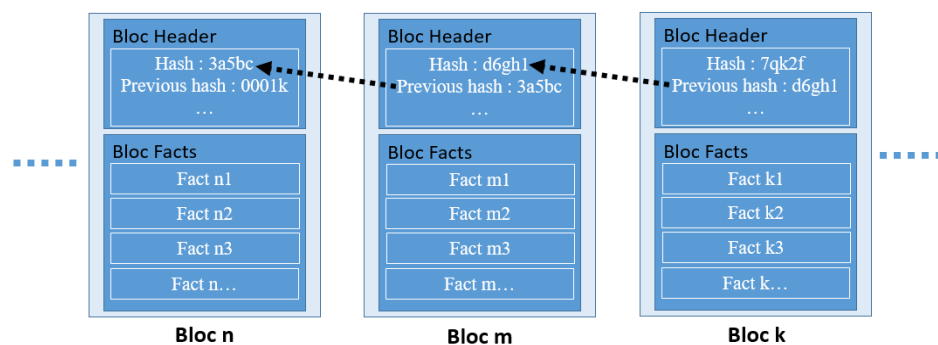 Bloc Header
Hash : 3a5bc
Previous hash : 0001k
…
Bloc Facts
Fact n1
Fact n2
Fact n3
Fact n…
Bloc n
Bloc Header
Hash : d6gh1
Previous hash : 3a5bc
…
Bloc Facts
Fact m1
Fact m2
Fact m3
Fact m…
Bloc m
Bloc Header
Hash : 7qk2f
Previous hash : d6gh1
…
Bloc Facts
Fact k1
Fact k2
Fact k3
Fact k…
Bloc k